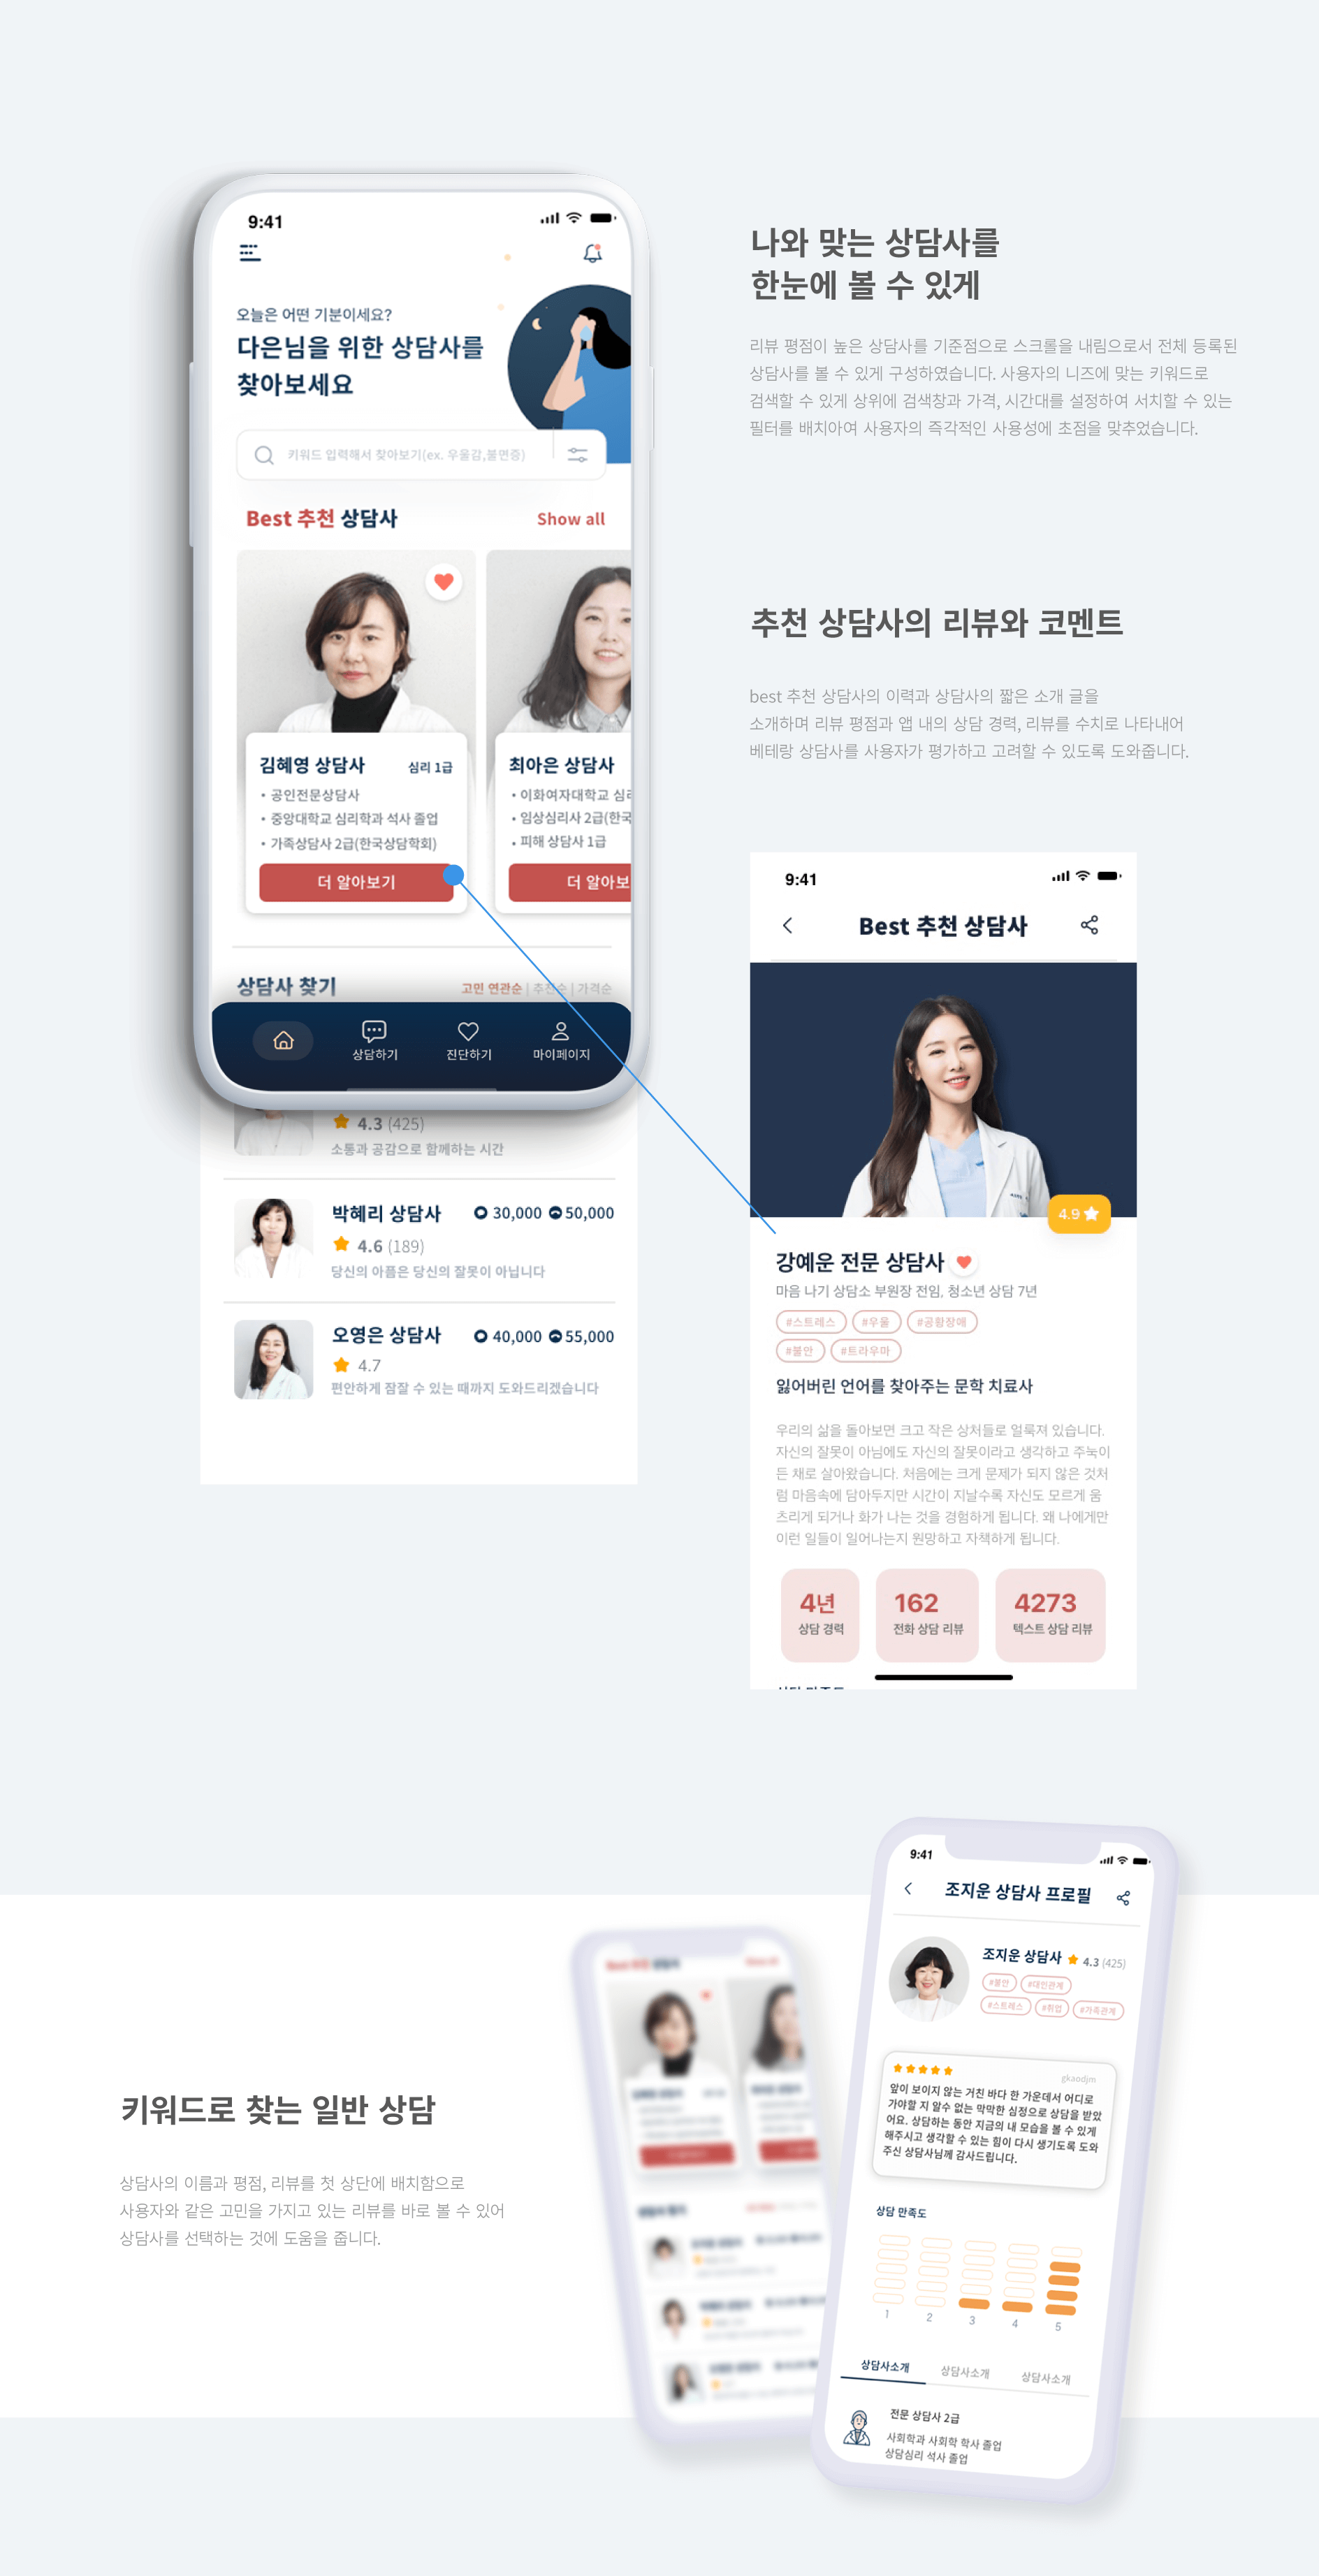 9:41
오늘은 어떤 기분이세요?
다은님을 위한 상담사를
찾아보세요
키워드 입력해서 찾아보기(ex. 우울감,불면증)
Best 추천 상담사
Show all
김혜영 상담사
심리 1급
• 공인전문상담사
• 중앙대학교 심리학과 석사 졸업
• 가족상담사 2급(한국상담학회)
더 알아보기
최아은 상담사
• 이화여자대학교 심리
• 임상심리사 2급(한국
• 피해 상담사 1급
더 알아보
상담사 찾기
고민 연관순 | 추천순 | 가격순
상담하기
진단하기
마이페이지
4.3 (425)
소통과 공감으로 함께하는 시간
박혜리 상담사
30,000 50,000
4.6 (189)
당신의 아픔은 당신의 잘못이 아닙니다
오영은 상담사
40,000 55,000
4.7
편안하게 잠잘 수 있는 때까지 도와드리겠습니다
나와 맞는 상담사를
한눈에 볼 수 있게
리뷰 평점이 높은 상담사를 기준점으로 스크롤을 내림으로서 전체 등록된
상담사를 볼 수 있게 구성하였습니다. 사용자의 니즈에 맞는 키워드로
검색할 수 있게 상위에 검색창과 가격, 시간대를 설정하여 서치할 수 있는
필터를 배치아여 사용자의 즉각적인 사용성에 초점을 맞추었습니다.
추천 상담사의 리뷰와 코멘트
best 추천 상담사의 이력과 상담사의 짧은 소개 글을
소개하며 리뷰 평점과 앱 내의 상담 경력, 리뷰를 수치로 나타내어
베테랑 상담사를 사용자가 평가하고 고려할 수 있도록 도와줍니다.
9:41
Best 추천 상담사
4.9
강예운 전문 상담사
마음 나기 상담소 부원장 전임, 청소년 상담 7년
#스트레스 #우울 #공황장애
#불안 #트라우마
잃어버린 언어를 찾아주는 문학 치료사
우리의 삶을 돌아보면 크고 작은 상처들로 얼룩져 있습니다.
자신의 잘못이 아님에도 자신의 잘못이라고 생각하고 주눅이
든 채로 살아왔습니다. 처음에는 크게 문제가 되지 않은 것처
럼 마음속에 담아두지만 시간이 지날수록 자신도 모르게 움
츠리게 되거나 화가 나는 것을 경험하게 됩니다. 왜 나에게만
이런 일들이 일어나는지 원망하고 자책하게 됩니다.
4년
상담 경력
162
전화 상담 리뷰
4273
텍스트 상담 리뷰
키워드로 찾는 일반 상담
상담사의 이름과 평점, 리뷰를 첫 상단에 배치함으로
사용자와 같은 고민을 가지고 있는 리뷰를 바로 볼 수 있어
상담사를 선택하는 것에 도움을 줍니다.
9:41
조지운 상담사 프로필
조지운 상담사 4.3 (425)
#불안 #대인관계
#스트레스 #취업 #가족관계
gkaodjm
앞이 보이지 않는 거친 바다 한 가운데서 어디로
가야할 지 알수 없는 막막한 심정으로 상담을 받았
어요. 상담하는 동안 지금의 내 모습을 볼 수 있게
해주시고 생각할 수 있는 힘이 다시 생기도록 도와
주신 상담사님께 감사드립니다.
상담 만족도
1 2 3 4 5
상담사소개 상담사소개 상담사소개
전문 상담사 2급
사회학과 사회학 학사 졸업
상담심리 석사 졸업